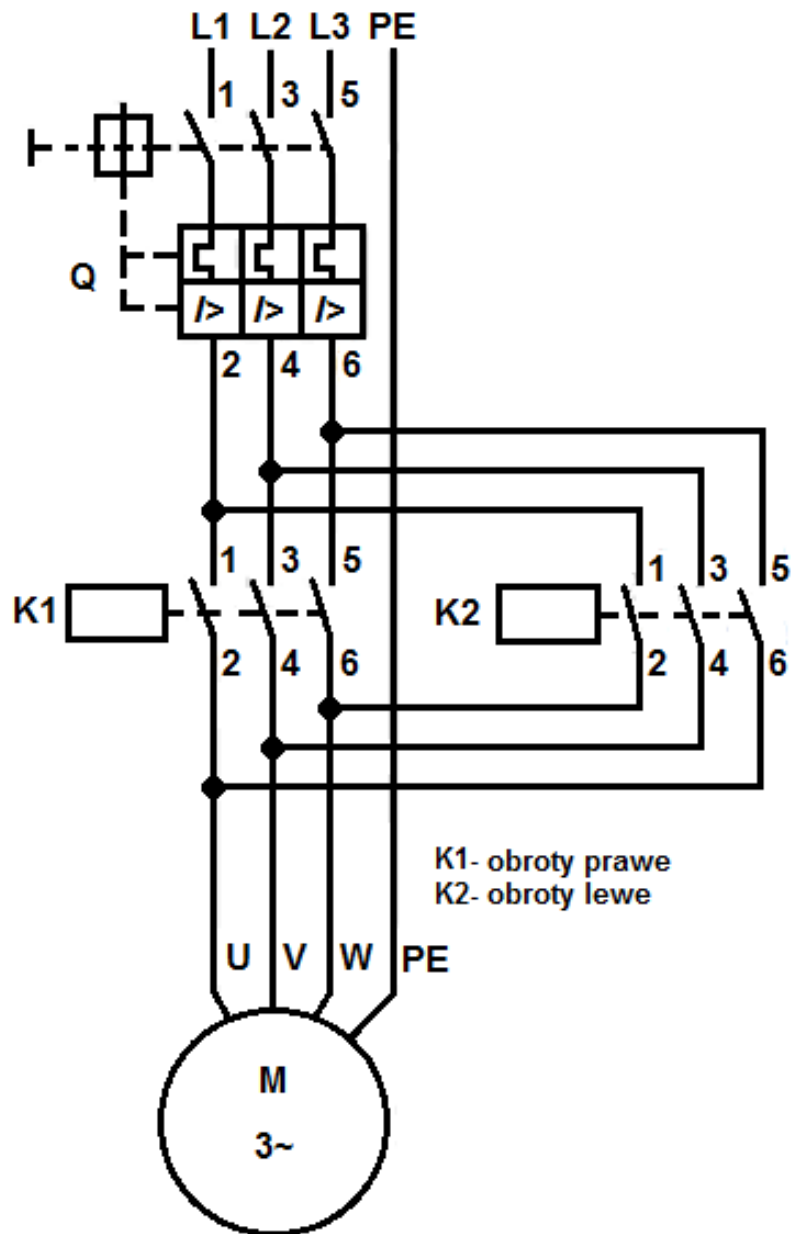 L1 L2 L3 PE
1 3 5
Q
/> /> />
2 4 6
1 3 5 1 3 5
K1 K2
2 4 6 2 4 6
K1- obroty prawe
K2- obroty lewe
U V W PE
M
3~